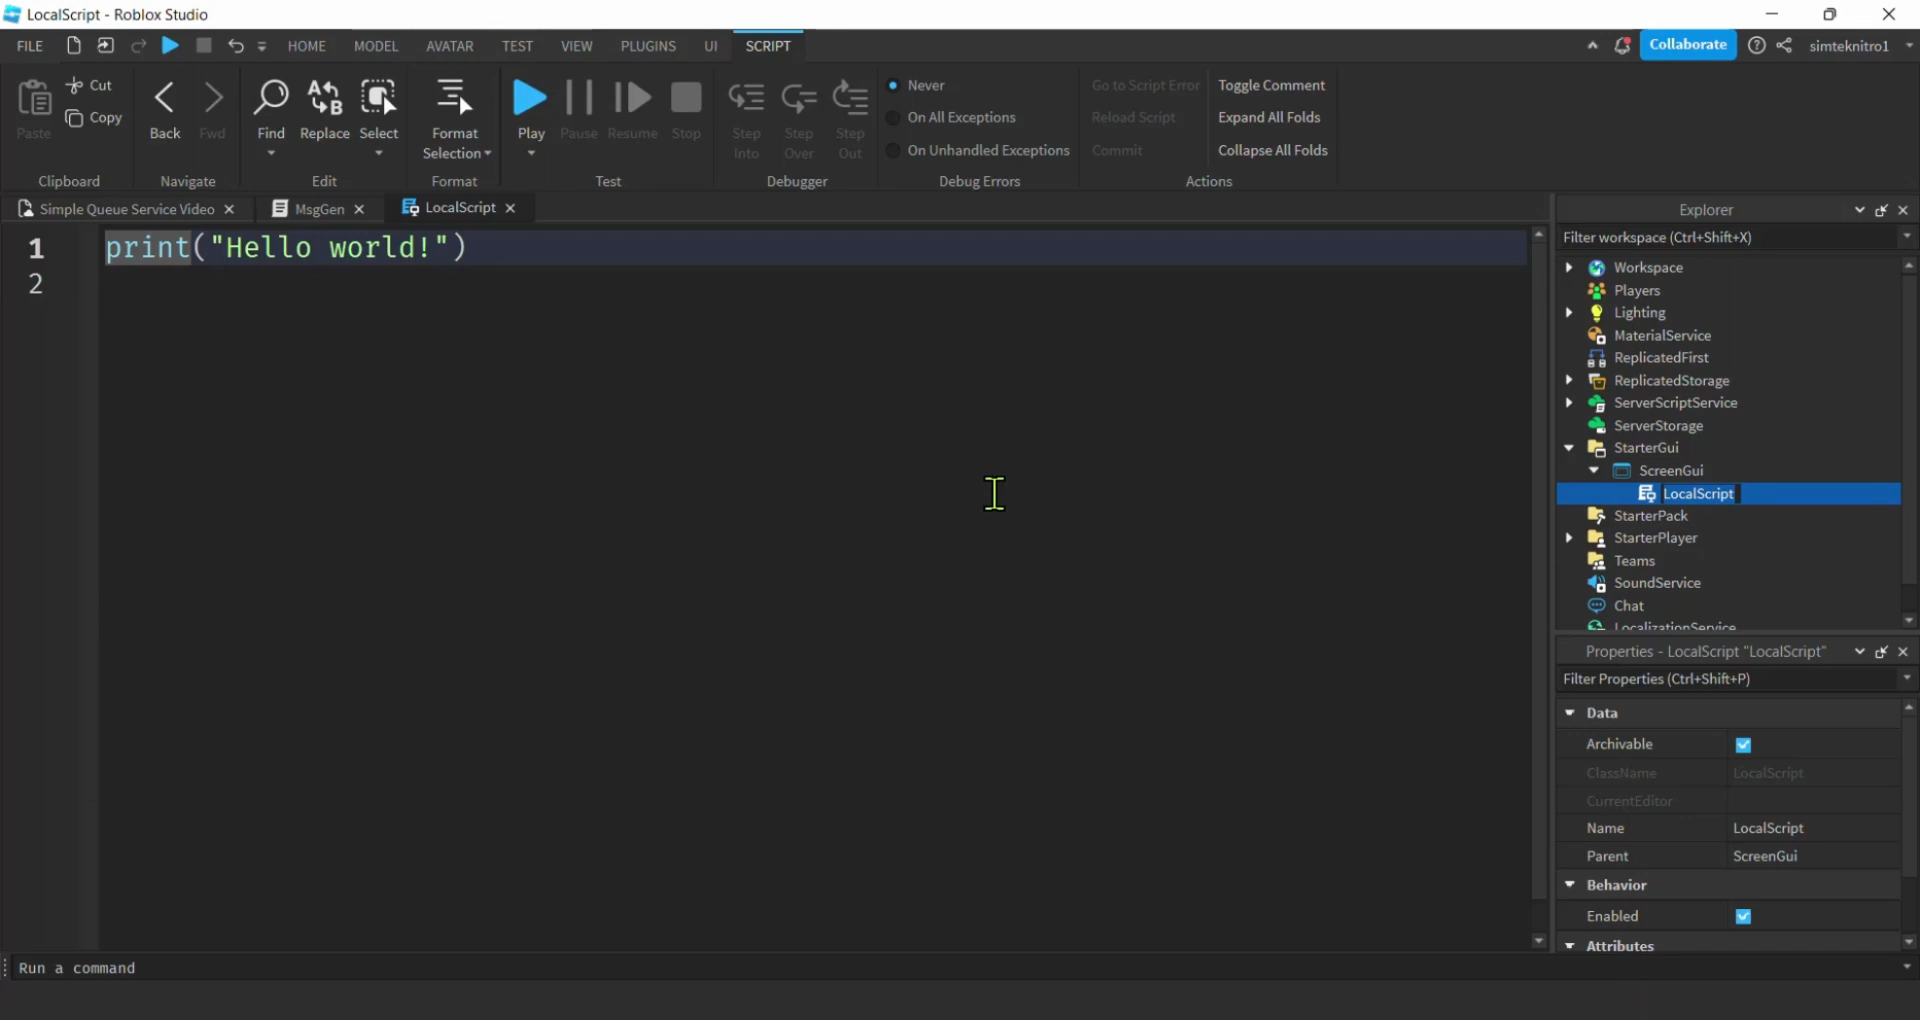 LocalScript - Roblox Studio
FILE HOME MODEL AVATAR TEST VIEW PLUGINS UI SCRIPT Collaborate simteknitro1
Paste Cut Copy
Clipboard
Back Fwd
Navigate
Find Replace Select
Edit
Format Selection
Format
Play Pause Resume Stop
Test
Step Into Step Over Step Out
Debugger
Never
On All Exceptions
On Unhandled Exceptions
Debug Errors
Go to Script Error Toggle Comment
Reload Script Expand All Folds
Commit Collapse All Folds
Actions
Simple Queue Service Video MsgGen LocalScript
1 print("Hello world!")
2
Explorer
Filter workspace (Ctrl+Shift+X)
Workspace
Players
Lighting
MaterialService
ReplicatedFirst
ReplicatedStorage
ServerScriptService
ServerStorage
StarterGui
ScreenGui
LocalScript
StarterPack
StarterPlayer
Teams
SoundService
Chat
LocalizationService
Properties - LocalScript "LocalScript"
Filter Properties (Ctrl+Shift+P)
Data
Archivable
ClassName LocalScript
CurrentEditor
Name LocalScript
Parent ScreenGui
Behavior
Enabled
Attributes
Run a command